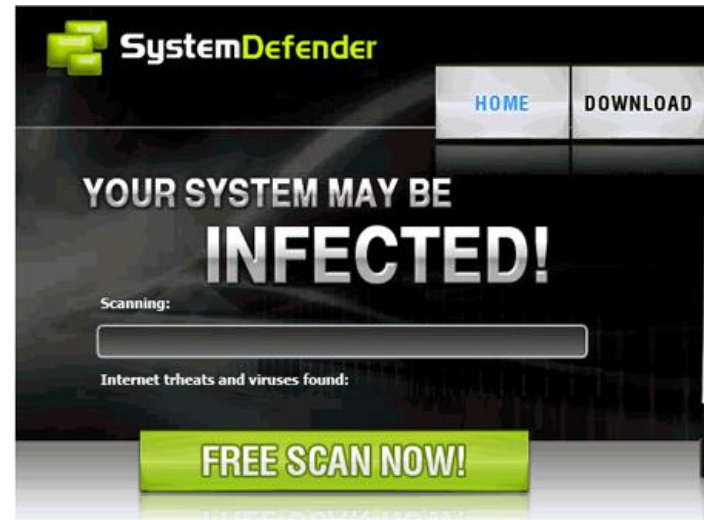 SystemDefender
HOME DOWNLOAD
YOUR SYSTEM MAY BE
INFECTED!
Scanning:
Internet trheats and viruses found:
FREE SCAN NOW!